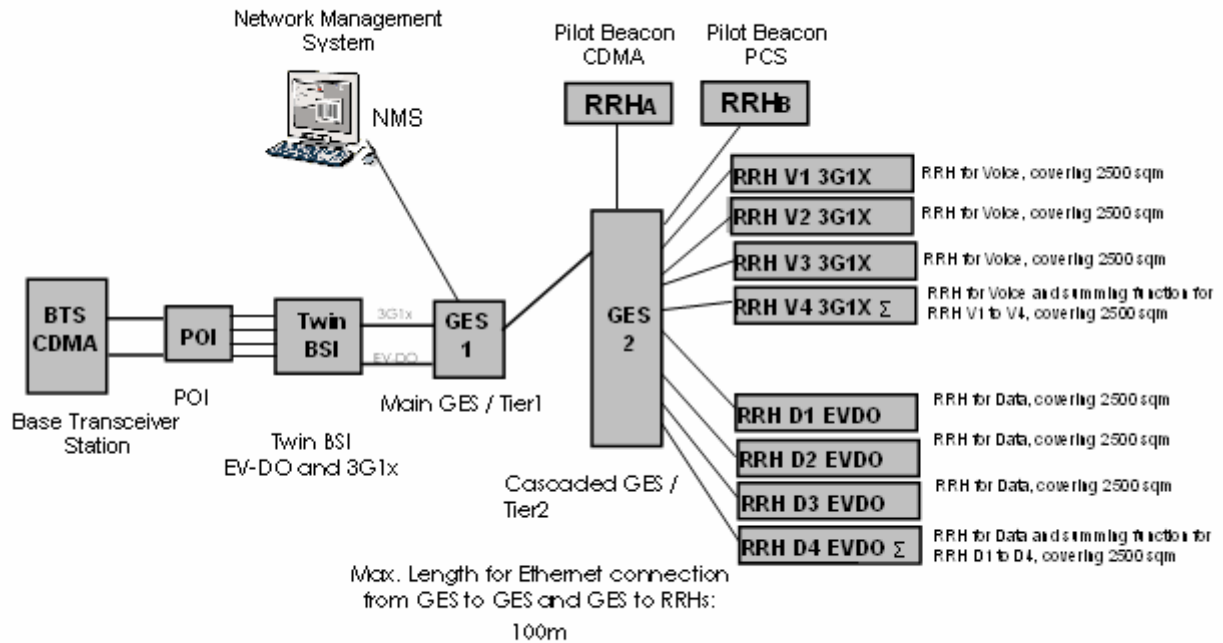 Network Management
System
NMS
Pilot Beacon
CDMA
Pilot Beacon
PCS
RRHA
RRHB
RRH V1 3G1X
RRH for Voice, covering 2500 sqm
RRH V2 3G1X
RRH for Voice, covering 2500 sqm
RRH V3 3G1X
RRH for Voice, covering 2500 sqm
RRH V4 3G1X Σ
RRH for Voice and summing function for
RRH V1 to V4, covering 2500 sqm
BTS
CDMA
POI
Twin
BSI
3G1x
EV-DO
GES
1
GES
2
Base Transceiver
Station
POI
Twin BSI
EV-DO and 3G1x
Main GES / Tier1
Cascaded GES /
Tier2
RRH D1 EVDO
RRH for Data, covering 2500 sqm
RRH D2 EVDO
RRH for Data, covering 2500 sqm
RRH D3 EVDO
RRH for Data, covering 2500 sqm
RRH D4 EVDO Σ
RRH for Data and summing function for
RRH D1 to D4, covering 2500 sqm
Max. Length for Ethernet connection
from GES to GES and GES to RRHs:
100m